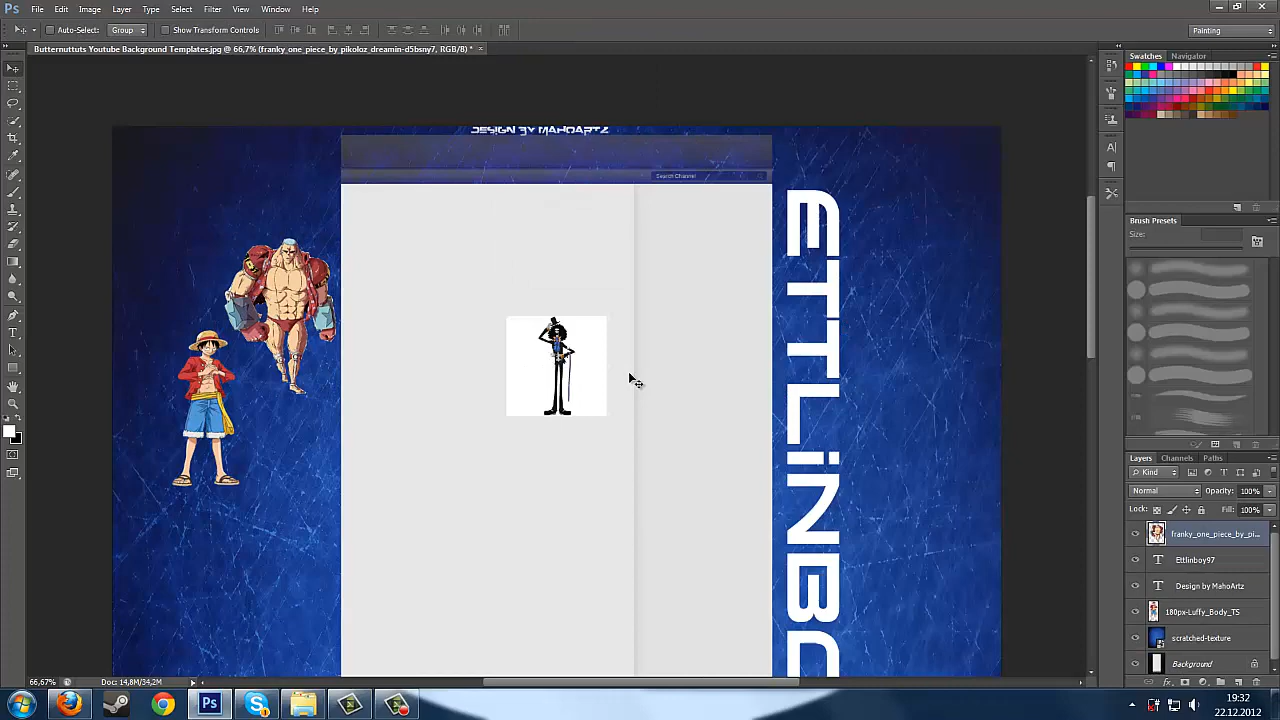 Ps File Edit Image Layer Type Select Filter View Window Help
Auto-Select: Group Show Transform Controls Painting
Butternuttuts Youtube Background Templates.jpg @ 66,7% (franky_one_piece_by_pikoloz_dreamin-d5bsny7, RGB/8) *
Swatches Navigator
DESIGN BY MAHOARTZ
Search Channel
ETTLINBO
Brush Presets
Size:
Layers Channels Paths
Kind
Normal Opacity: 100%
Lock: Fill: 100%
franky_one_piece_by_pi...
T Ettlinboy97
T Design by MahoArtz
180px-Luffy_Body_TS
scratched-texture
Background
66,67% Doc: 14,8M/34,2M
Ps
19:32
22.12.2012